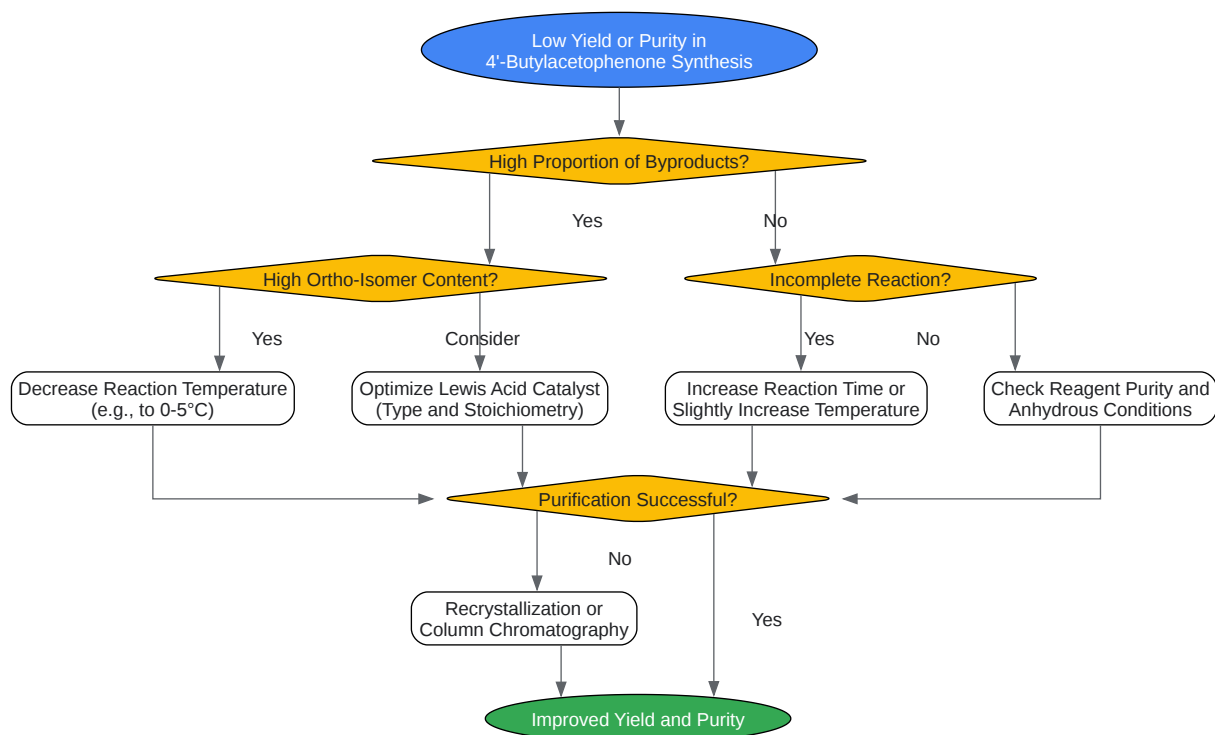 Low Yield or Purity in
4'-Butylacetophenone Synthesis
High Proportion of Byproducts?
Yes
No
High Ortho-Isomer Content?
Incomplete Reaction?
Yes
Consider
Yes
No
Decrease Reaction Temperature
(e.g., to 0-5°C)
Optimize Lewis Acid Catalyst
(Type and Stoichiometry)
Increase Reaction Time or
Slightly Increase Temperature
Check Reagent Purity and
Anhydrous Conditions
Purification Successful?
No
Recrystallization or
Column Chromatography
Yes
Improved Yield and Purity